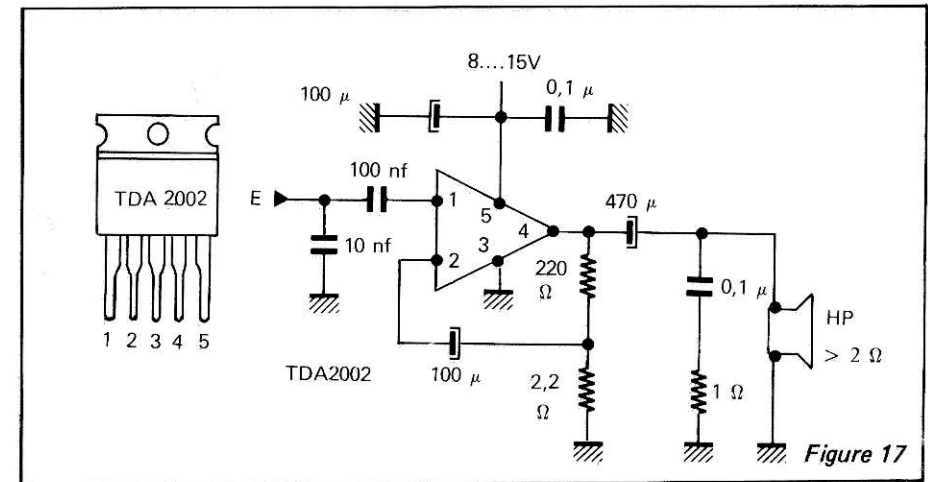 8....15V
100 µ
0,1 µ
TDA 2002
1 2 3 4 5
E
100 nf
10 nf
1
2
5
3
4
470 µ
220
Ω
0,1 µ
HP
> 2 Ω
TDA2002
100 µ
2,2
Ω
1 Ω
Figure 17